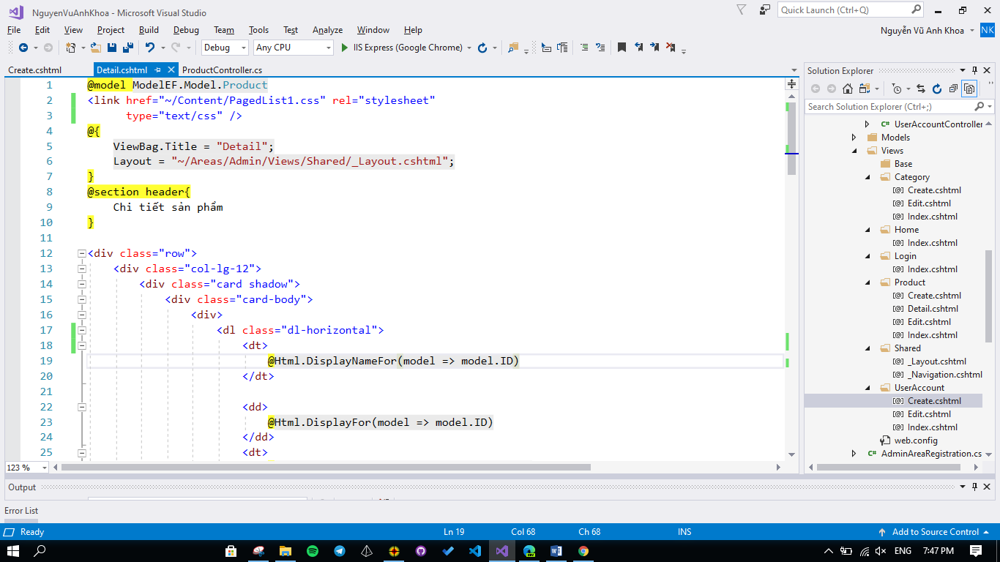 NguyenVuAnhKhoa - Microsoft Visual Studio
Quick Launch (Ctrl+Q)
File Edit View Project Build Debug Team Tools Test Analyze Window Help
Nguyễn Vũ Anh Khoa NK
Debug Any CPU IIS Express (Google Chrome)
Create.cshtml Detail.cshtml ProductController.cs
1 @model ModelEF.Model.Product
2 <link href="~/Content/PagedList1.css" rel="stylesheet"
3 type="text/css" />
4 @{
5 ViewBag.Title = "Detail";
6 Layout = "~/Areas/Admin/Views/Shared/_Layout.cshtml";
7 }
8 @section header{
9 Chi tiết sản phẩm
10 }
11
12 <div class="row">
13 <div class="col-lg-12">
14 <div class="card shadow">
15 <div class="card-body">
16 <div>
17 <dl class="dl-horizontal">
18 <dt>
19 @Html.DisplayNameFor(model => model.ID)
20 </dt>
21
22 <dd>
23 @Html.DisplayFor(model => model.ID)
24 </dd>
25 <dt>
123 %
Solution Explorer
Search Solution Explorer (Ctrl+;)
C# UserAccountController
Models
Views
Base
Category
[@] Create.cshtml
[@] Edit.cshtml
[@] Index.cshtml
Home
[@] Index.cshtml
Login
[@] Index.cshtml
Product
[@] Create.cshtml
[@] Detail.cshtml
[@] Edit.cshtml
[@] Index.cshtml
Shared
[@] _Layout.cshtml
[@] _Navigation.cshtml
UserAccount
[@] Create.cshtml
[@] Edit.cshtml
[@] Index.cshtml
web.config
C# AdminAreaRegistration.cs
Output
Error List
Ready Ln 19 Col 68 Ch 68 INS Add to Source Control
ENG 7:47 PM